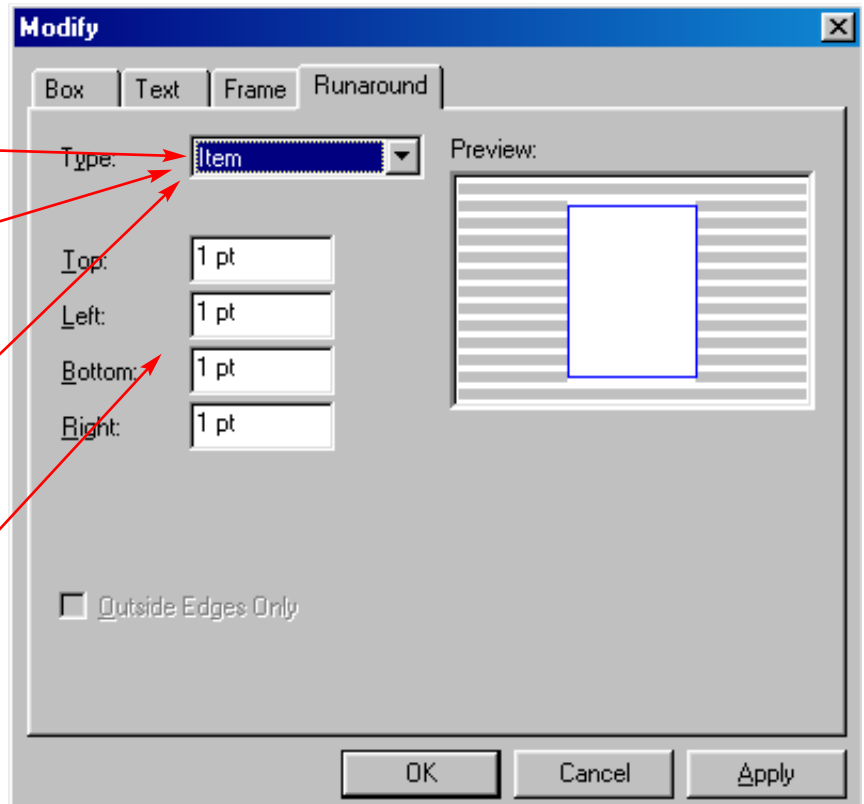 Modify
Box Text Frame Runaround
Type: Item Preview:
Top: 1 pt
Left: 1 pt
Bottom: 1 pt
Right: 1 pt
Outside Edges Only
OK Cancel Apply